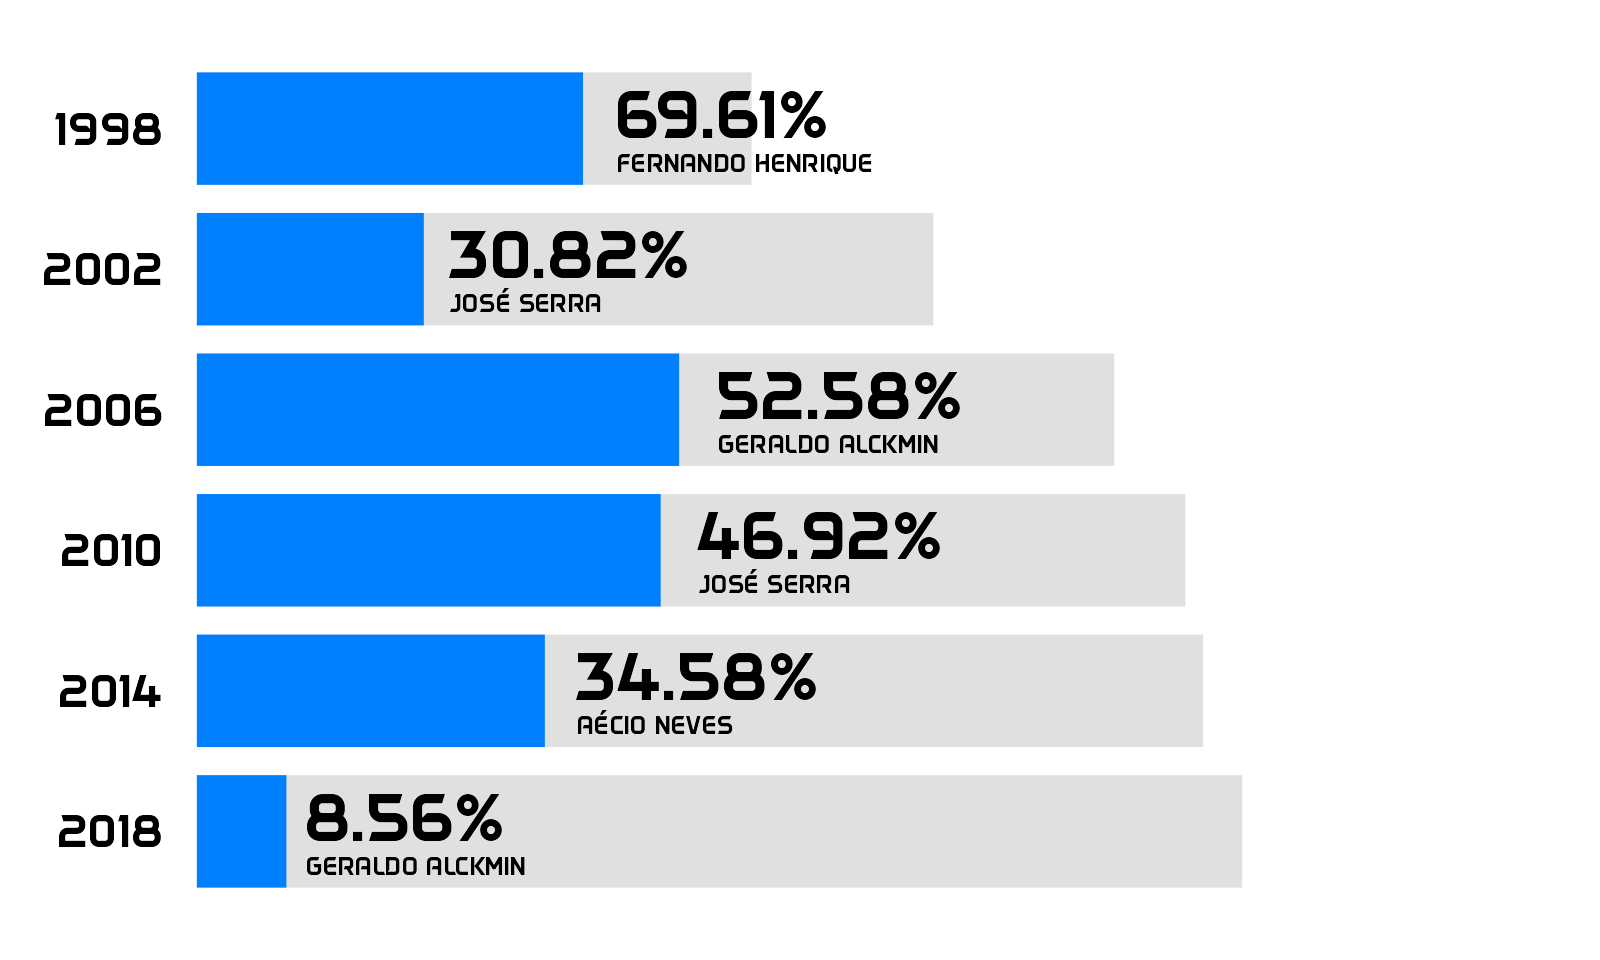 1998
69.61%
FERNANDO HENRIQUE
2002
30.82%
JOSÉ SERRA
2006
52.58%
GERALDO ALCKMIN
2010
46.92%
JOSÉ SERRA
2014
34.58%
AÉCIO NEVES
2018
8.56%
GERALDO ALCKMIN